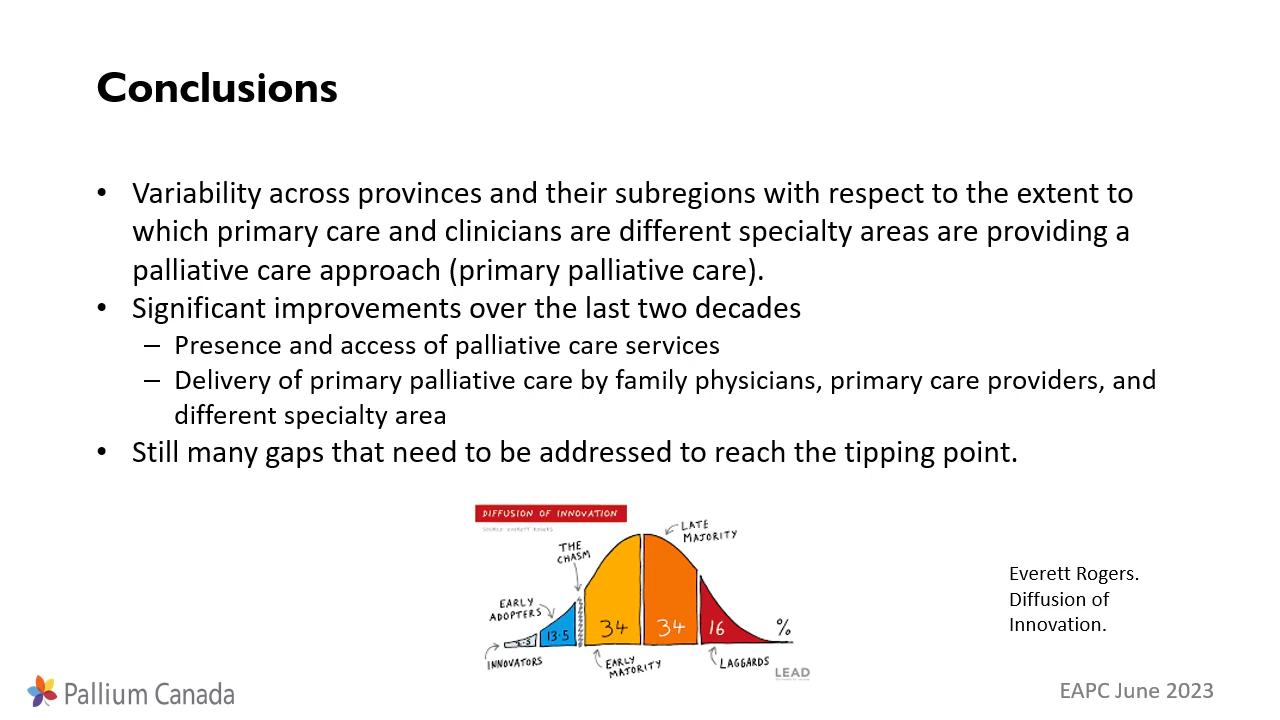 Conclusions
• Variability across provinces and their subregions with respect to the extent to
which primary care and clinicians are different specialty areas are providing a
palliative care approach (primary palliative care).
• Significant improvements over the last two decades
– Presence and access of palliative care services
– Delivery of primary palliative care by family physicians, primary care providers, and
different specialty area
• Still many gaps that need to be addressed to reach the tipping point.
DIFFUSION OF INNOVATION
SOURCE: EVERETT ROGERS
LATE
MAJORITY
THE
CHASM
EARLY
ADOPTERS
2.5
13.5
34
34
16
%
INNOVATORS
EARLY
MAJORITY
LAGGARDS
LEAD
Everett Rogers.
Diffusion of
Innovation.
Pallium Canada
EAPC June 2023